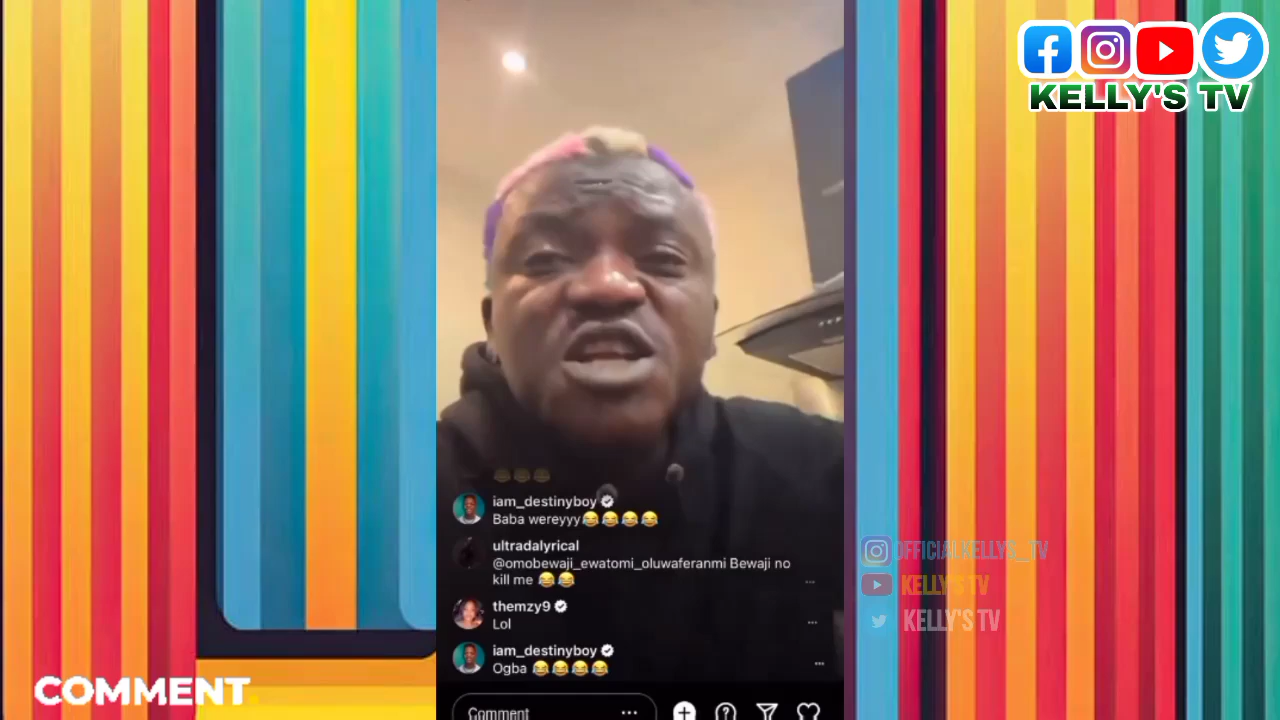 KELLY'S TV
😂😂😂
iam_destinyboy
Baba wereyyy😂😂😂😂
ultradalyrical
@omobewaji_ewatomi_oluwaferanmi Bewaji no
kill me 😂😂
themzy9
Lol
iam_destinyboy
Ogba 😂😂😂😂
Comment
OFFICIALKELLYS_TV
KELLY'S TV
KELLY'S TV
COMMENT.